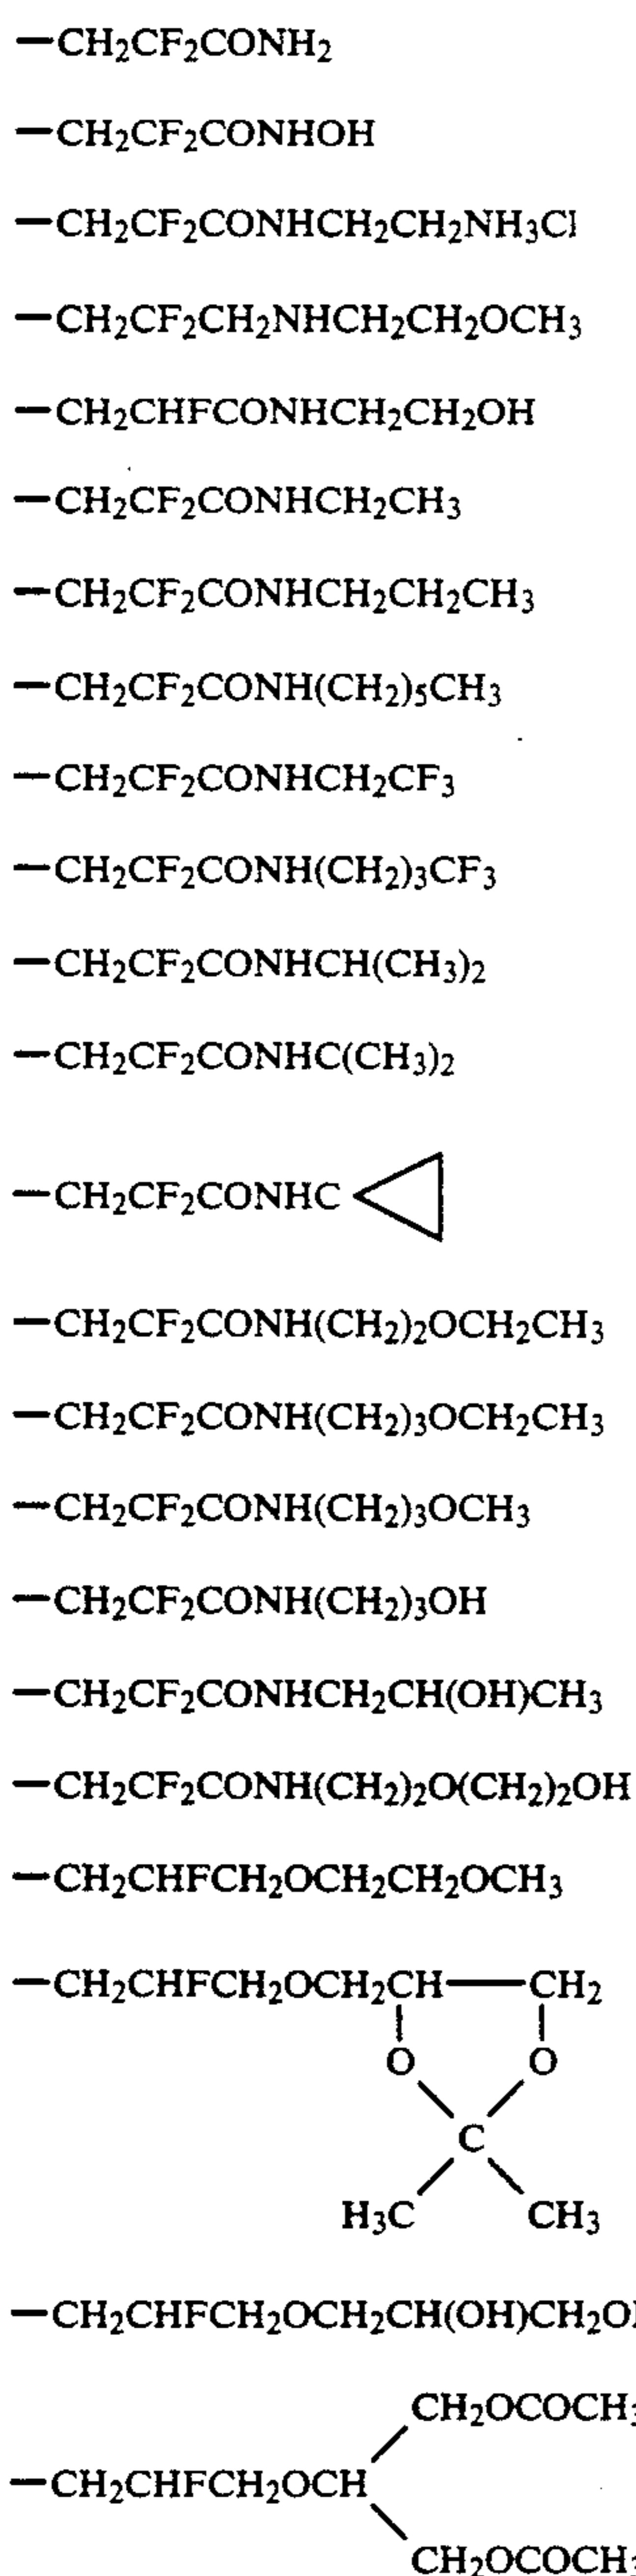 —CH₂CF₂CONH₂
—CH₂CF₂CONHOH
—CH₂CF₂CONHCH₂CH₂NH₃Cl
—CH₂CF₂CH₂NHCH₂CH₂OCH₃
—CH₂CHFCONHCH₂CH₂OH
—CH₂CF₂CONHCH₂CH₃
—CH₂CF₂CONHCH₂CH₂CH₃
—CH₂CF₂CONH(CH₂)₅CH₃
—CH₂CF₂CONHCH₂CF₃
—CH₂CF₂CONH(CH₂)₃CF₃
—CH₂CF₂CONHCH(CH₃)₂
—CH₂CF₂CONHC(CH₃)₂
—CH₂CF₂CONHC
—CH₂CF₂CONH(CH₂)₂OCH₂CH₃
—CH₂CF₂CONH(CH₂)₃OCH₂CH₃
—CH₂CF₂CONH(CH₂)₃OCH₃
—CH₂CF₂CONH(CH₂)₃OH
—CH₂CF₂CONHCH₂CH(OH)CH₃
—CH₂CF₂CONH(CH₂)₂O(CH₂)₂OH
—CH₂CHFCH₂OCH₂CH₂OCH₃
—CH₂CHFCH₂OCH₂CH—CH₂
O O
C
H₃C CH₃
—CH₂CHFCH₂OCH₂CH(OH)CH₂O
CH₂OCOCH₃
—CH₂CHFCH₂OCH
CH₂OCOCH₃